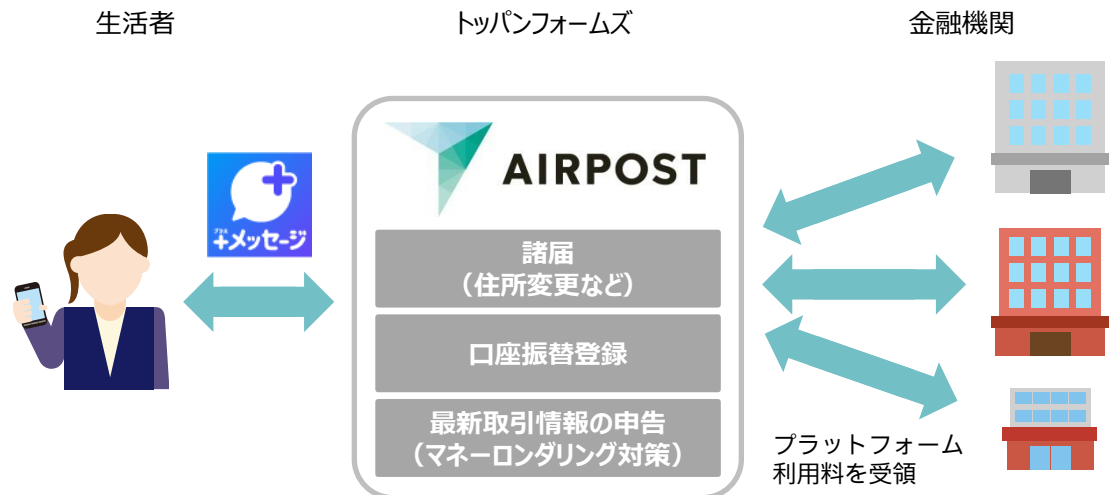 生活者
トッパンフォームズ
金融機関
プラス
+メッセージ
AIRPOST
諸届
（住所変更など）
口座振替登録
最新取引情報の申告
（マネーロンダリング対策）
プラットフォーム
利用料を受領